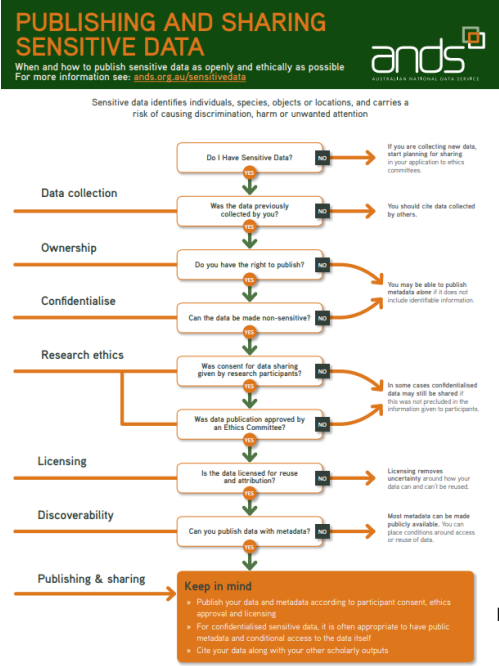 PUBLISHING AND SHARING
SENSITIVE DATA
When and how to publish sensitive data as openly and ethically as possible
For more information see: ands.org.au/sensitivedata
ands
AUSTRALIAN NATIONAL DATA SERVICE
Sensitive data identifies individuals, species, objects or locations, and carries a
risk of causing discrimination, harm or unwanted attention
Do I Have Sensitive Data?
NO
If you are collecting new data,
start planning for sharing
in your application to ethics
committees.
YES
Data collection
Was the data previously
collected by you?
NO
You should cite data collected
by others.
YES
Ownership
Do you have the right to publish?
NO
YES
You may be able to publish
metadata alone if it does not
include identifiable information.
Confidentialise
Can the data be made non-sensitive?
NO
YES
Research ethics
Was consent for data sharing
given by research participants?
NO
YES
In some cases confidentialised
data may still be shared if
this was not precluded in the
information given to participants.
Was data publication approved by
an Ethics Committee?
NO
YES
Licensing
Is the data licensed for reuse
and attribution?
NO
Licensing removes
uncertainty around how your
data can and can't be reused.
YES
Discoverability
Can you publish data with metadata?
NO
Most metadata can be made
publicly available. You can
place conditions around access
or reuse of data.
YES
Publishing & sharing
Keep in mind
» Publish your data and metadata according to participant consent, ethics
approval and licensing
» For confidentialised sensitive data, it is often appropriate to have public
metadata and conditional access to the data itself
» Cite your data along with your other scholarly outputs